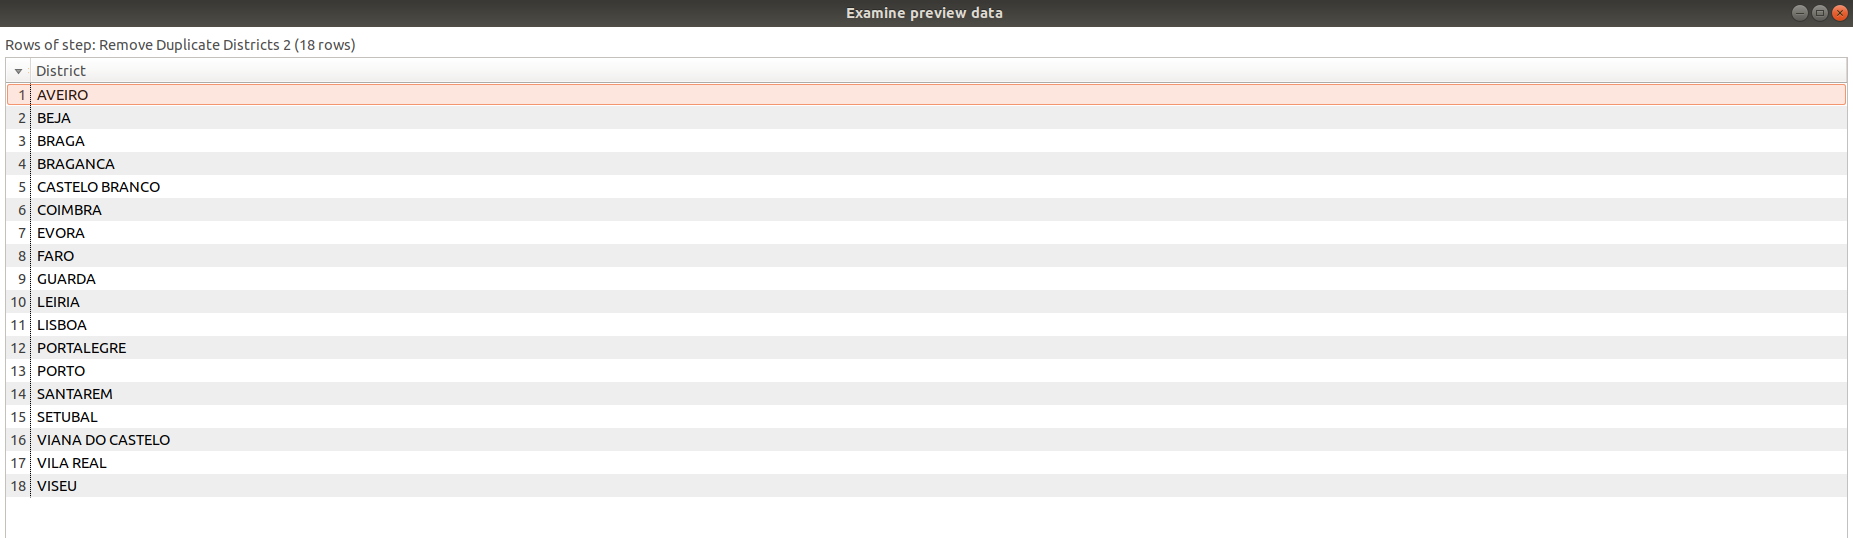 Examine preview data
Rows of step: Remove Duplicate Districts 2 (18 rows)
District
1 AVEIRO
2 BEJA
3 BRAGA
4 BRAGANCA
5 CASTELO BRANCO
6 COIMBRA
7 EVORA
8 FARO
9 GUARDA
10 LEIRIA
11 LISBOA
12 PORTALEGRE
13 PORTO
14 SANTAREM
15 SETUBAL
16 VIANA DO CASTELO
17 VILA REAL
18 VISEU